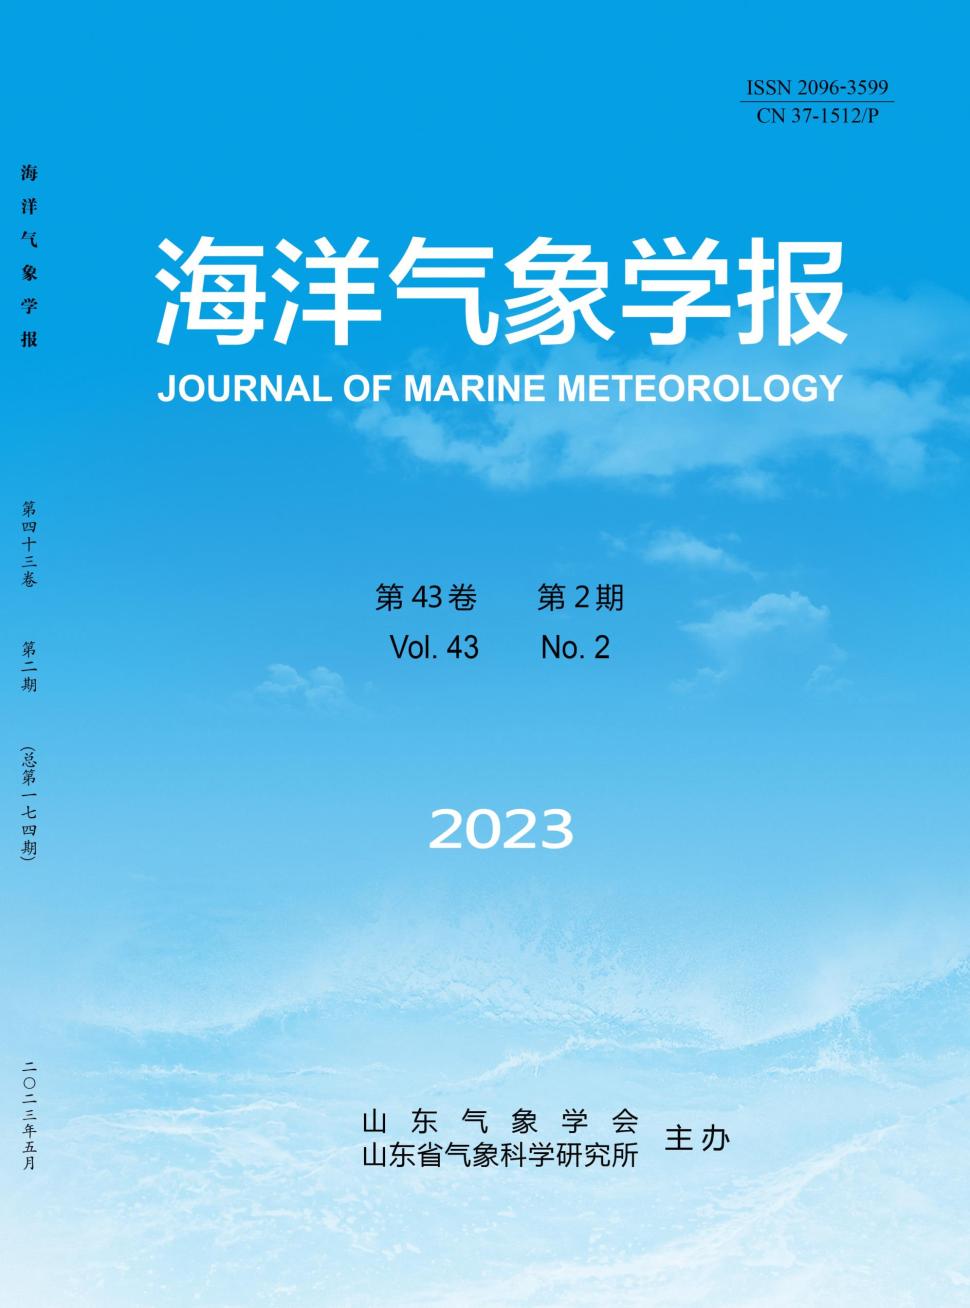 ISSN 2096-3599
CN 37-1512/P
海洋气象学报
JOURNAL OF MARINE METEOROLOGY
第43卷 第2期
Vol. 43 No. 2
2023
山东气象学会
山东省气象科学研究所
主办
海洋气象学报
第四十三卷
第二期
(总第一七四期)
二〇二三年五月